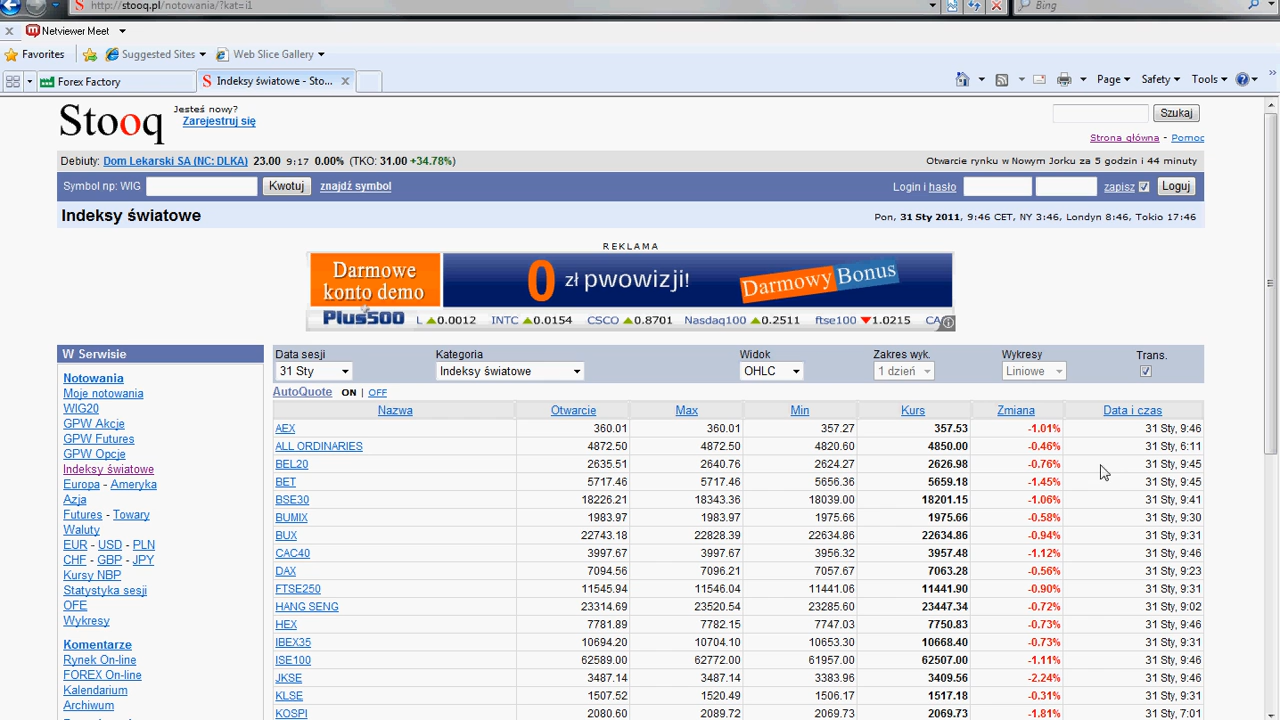 http://stooq.pl/notowania/?kat=i1
Bing
Netviewer Meet
Favorites
Suggested Sites
Web Slice Gallery
Forex Factory
Indeksy światowe - Sto...
Page
Safety
Tools
Stooq
Jesteś nowy?
Zarejestruj się
Szukaj
Strona główna - Pomoc
Debiuty: Dom Lekarski SA (NC: DLKA) 23.00 9:17 0.00% (TKO: 31.00 +34.78%)
Otwarcie rynku w Nowym Jorku za 5 godzin i 44 minuty
Symbol np: WIG
Kwotuj
znajdź symbol
Login i hasło
zapisz
Loguj
Indeksy światowe
Pon, 31 Sty 2011, 9:46 CET, NY 3:46, Londyn 8:46, Tokio 17:46
REKLAMA
Darmowe
konto demo
0 zł pwowizji!
Darmowy Bonus
Plus500
L 0.0012 INTC 0.0154 CSCO 0.8701 Nasdaq100 0.2511 ftse100 1.0215 CA
W Serwisie
Notowania
Moje notowania
WIG20
GPW Akcje
GPW Futures
GPW Opcje
Indeksy światowe
Europa - Ameryka
Azja
Futures - Towary
Waluty
EUR - USD - PLN
CHF - GBP - JPY
Kursy NBP
Statystyka sesji
OFE
Wykresy
Komentarze
Rynek On-line
FOREX On-line
Kalendarium
Archiwum
Data sesji Kategoria Widok Zakres wyk. Wykresy Trans.
31 Sty Indeksy światowe OHLC 1 dzień Liniowe
AutoQuote ON | OFF
Nazwa Otwarcie Max Min Kurs Zmiana Data i czas
AEX 360.01 360.01 357.27 357.53 -1.01% 31 Sty, 9:46
ALL ORDINARIES 4872.50 4872.50 4820.60 4850.00 -0.46% 31 Sty, 6:11
BEL20 2635.51 2640.76 2624.27 2626.98 -0.76% 31 Sty, 9:45
BET 5717.46 5717.46 5656.36 5659.18 -1.45% 31 Sty, 9:45
BSE30 18226.21 18343.36 18039.00 18201.15 -1.06% 31 Sty, 9:41
BUMIX 1983.97 1983.97 1975.66 1975.66 -0.58% 31 Sty, 9:30
BUX 22743.18 22828.39 22634.86 22634.86 -0.94% 31 Sty, 9:31
CAC40 3997.67 3997.67 3956.32 3957.48 -1.12% 31 Sty, 9:46
DAX 7094.56 7096.21 7057.67 7063.28 -0.56% 31 Sty, 9:23
FTSE250 11545.94 11546.04 11441.06 11441.90 -0.90% 31 Sty, 9:31
HANG SENG 23314.69 23520.54 23285.60 23447.34 -0.72% 31 Sty, 9:02
HEX 7781.89 7782.15 7747.03 7750.83 -0.73% 31 Sty, 9:46
IBEX35 10694.20 10704.10 10653.30 10668.40 -0.73% 31 Sty, 9:31
ISE100 62589.00 62772.00 61957.00 62507.00 -1.11% 31 Sty, 9:46
JKSE 3487.14 3487.14 3383.96 3409.56 -2.24% 31 Sty, 9:46
KLSE 1507.52 1520.49 1506.17 1517.18 -0.31% 31 Sty, 9:31
KOSPI 2080.60 2089.72 2069.73 2069.73 -1.81% 31 Sty, 7:01